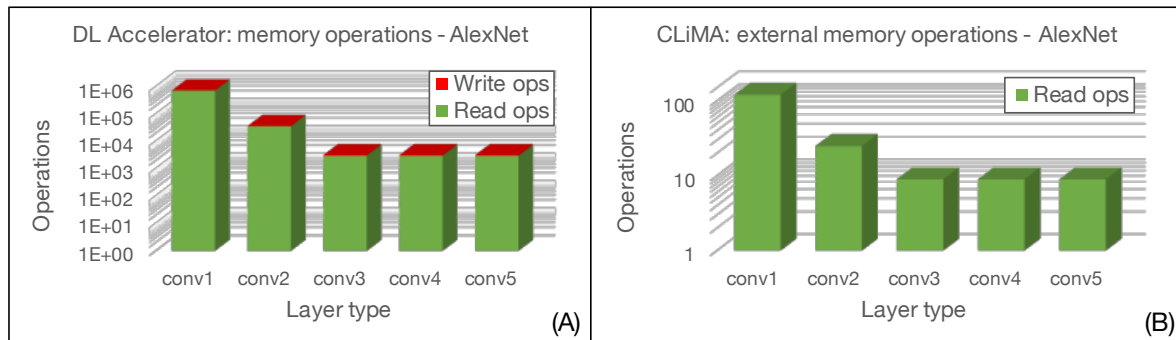 DL Accelerator: memory operations - AlexNet
Write ops
Read ops
1E+06
1E+05
1E+04
1E+03
1E+02
1E+01
1E+00
Operations
conv1 conv2 conv3 conv4 conv5
Layer type
(A)
CLiMA: external memory operations - AlexNet
Read ops
100
10
1
Operations
conv1 conv2 conv3 conv4 conv5
Layer type
(B)